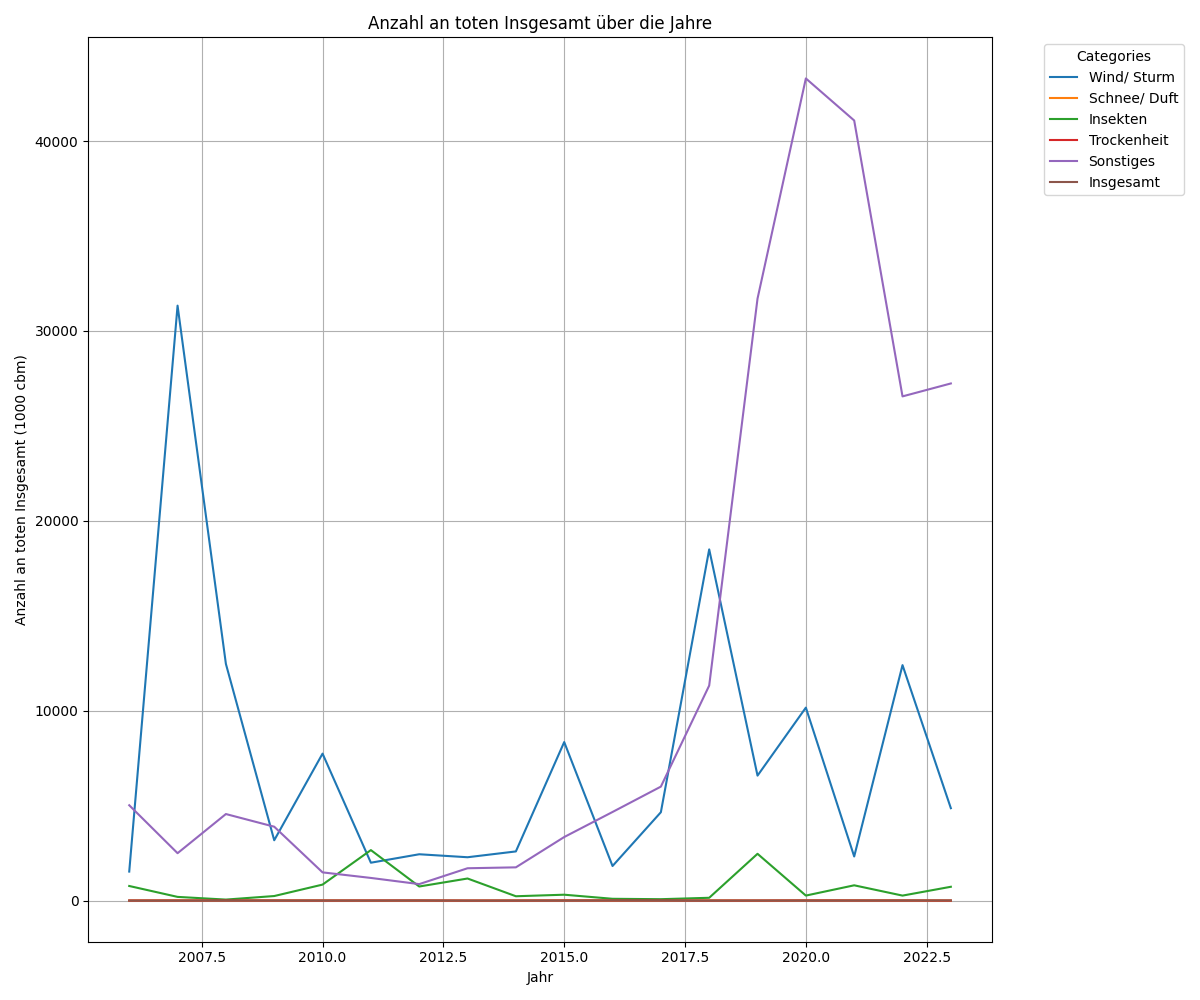 Anzahl an toten Insgesamt über die Jahre
Categories
Wind/ Sturm
Schnee/ Duft
Insekten
Trockenheit
Sonstiges
Insgesamt
Anzahl an toten Insgesamt (1000 cbm)
40000
30000
20000
10000
0
2007.5 2010.0 2012.5 2015.0 2017.5 2020.0 2022.5
Jahr